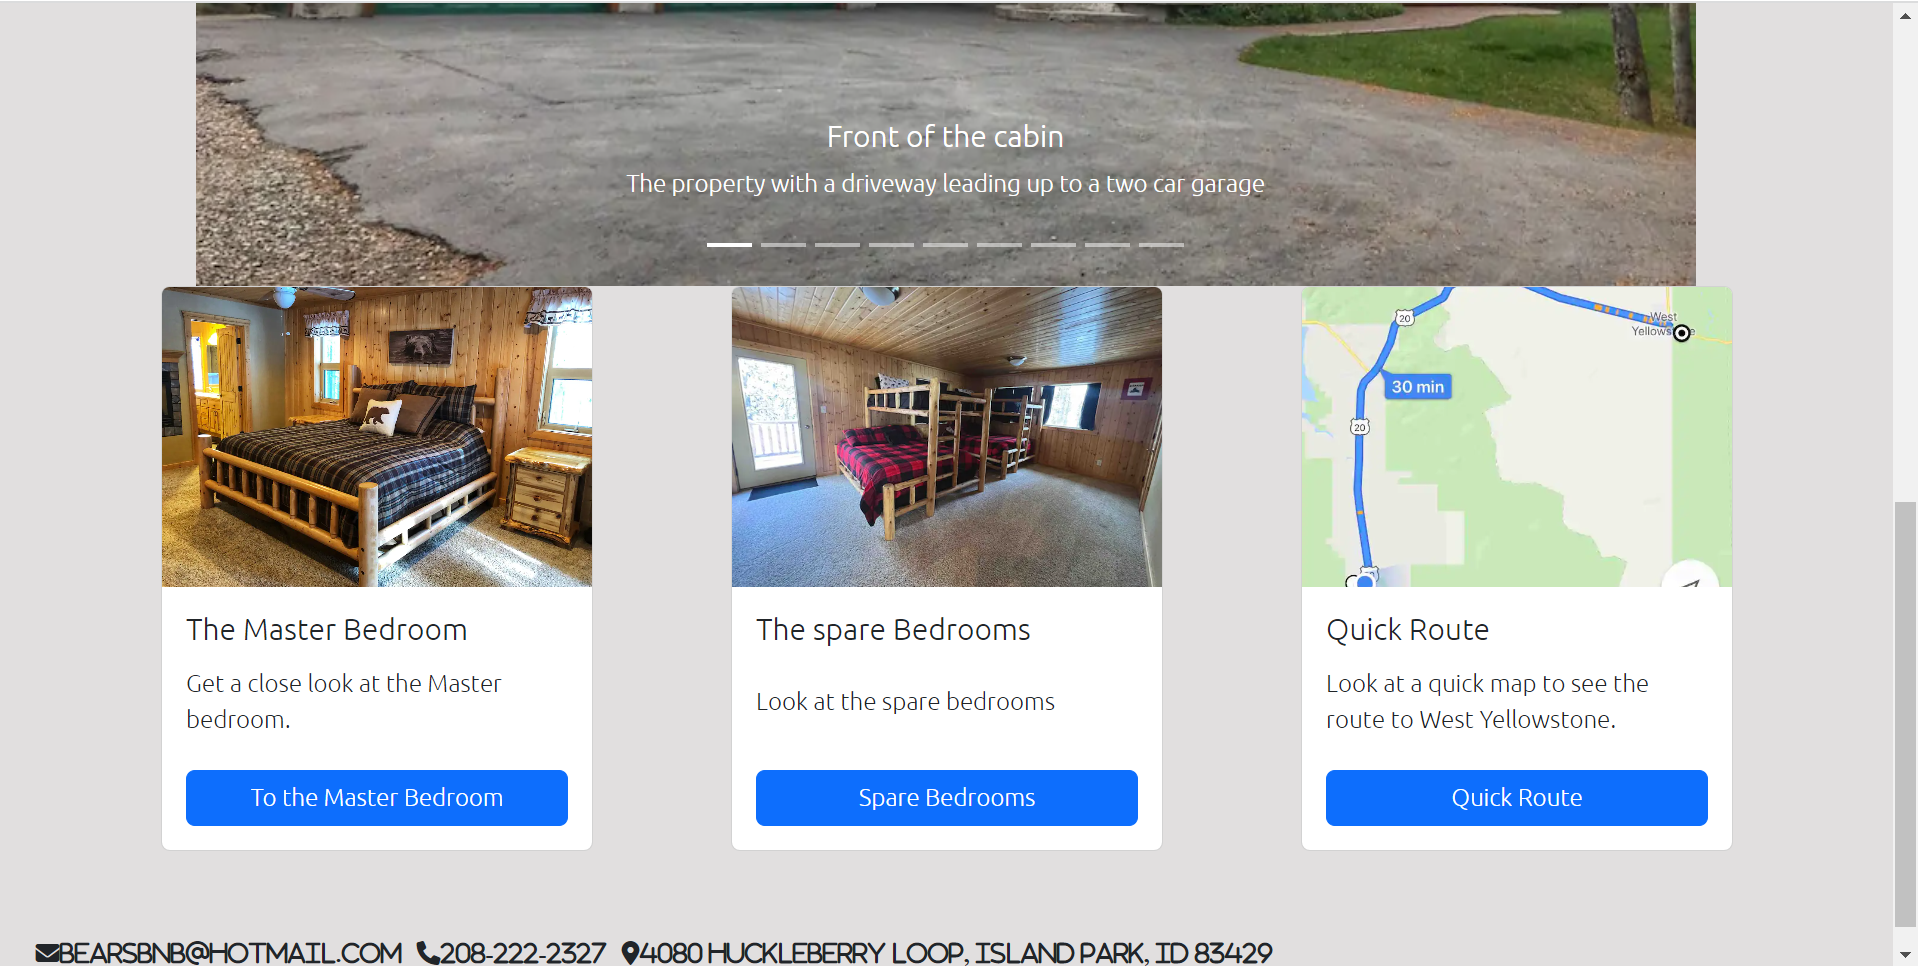 Front of the cabin
The property with a driveway leading up to a two car garage
20
West
30 min
20
The Master Bedroom
Get a close look at the Master
bedroom.
To the Master Bedroom
The spare Bedrooms
Look at the spare bedrooms
Spare Bedrooms
Quick Route
Look at a quick map to see the
route to West Yellowstone.
Quick Route
BEARSBNB@HOTMAIL.COM 208-222-2327 4080 HUCKLEBERRY LOOP, ISLAND PARK, ID 83429